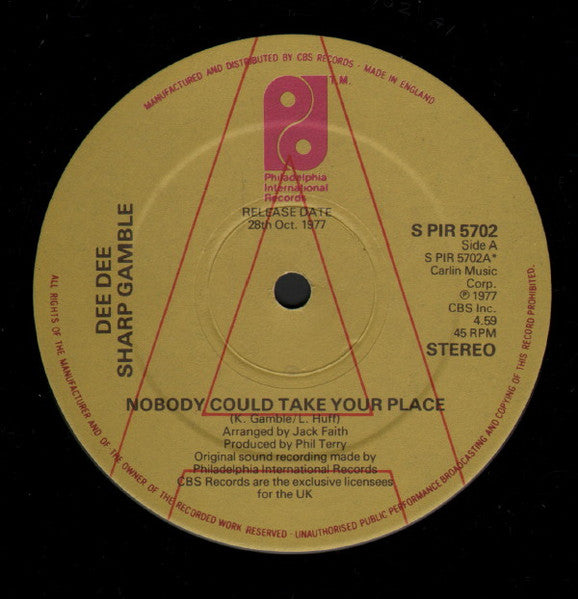 MANUFACTURED AND DISTRIBUTED BY CBS RECORDS - MADE IN ENGLAND
T.M.
Philadelphia
International
Records
RELEASE DATE
28th Oct. 1977
DEE DEE
SHARP GAMBLE
S PIR 5702
Side A
S PIR 5702A*
Carlin Music
Corp.
℗ 1977
CBS Inc.
4.59
45 RPM
STEREO
A
NOBODY COULD TAKE YOUR PLACE
(K. Gamble/L. Huff)
Arranged by Jack Faith
Produced by Phil Terry
Original sound recording made by
Philadelphia International Records
CBS Records are the exclusive licensees
for the UK
ALL RIGHTS OF THE MANUFACTURER AND OF THE OWNER OF THE RECORDED WORK RESERVED - UNAUTHORISED PUBLIC PERFORMANCE BROADCASTING AND COPYING OF THIS RECORD PROHIBITED.